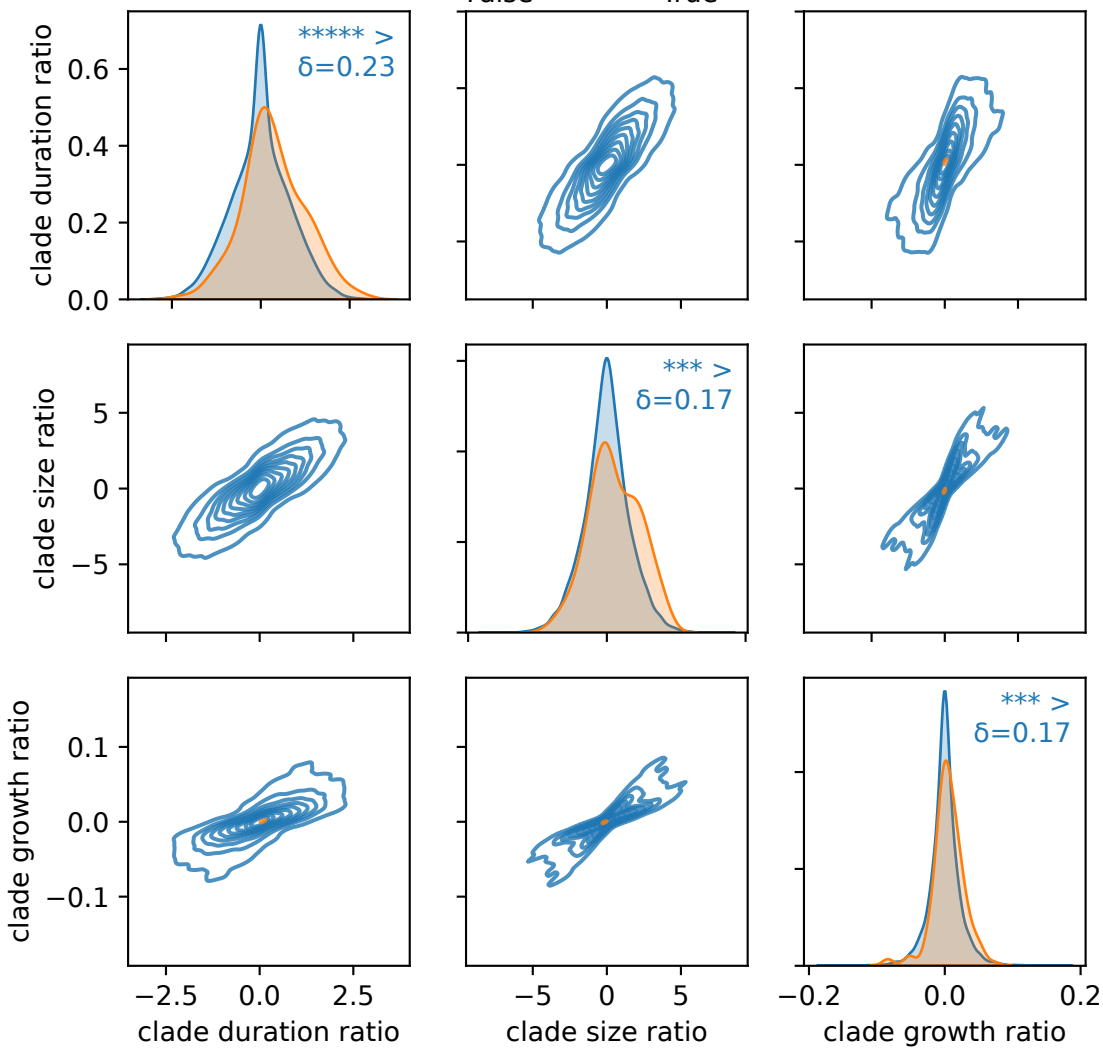 True
clade duration ratio
0.6
0.4
0.2
0.0
***** >
δ=0.23
clade size ratio
5
0
−5
*** >
δ=0.17
clade growth ratio
0.1
0.0
−0.1
*** >
δ=0.17
−2.5 0.0 2.5
−5 0 5
−0.2 0.0 0.2
clade duration ratio
clade size ratio
clade growth ratio